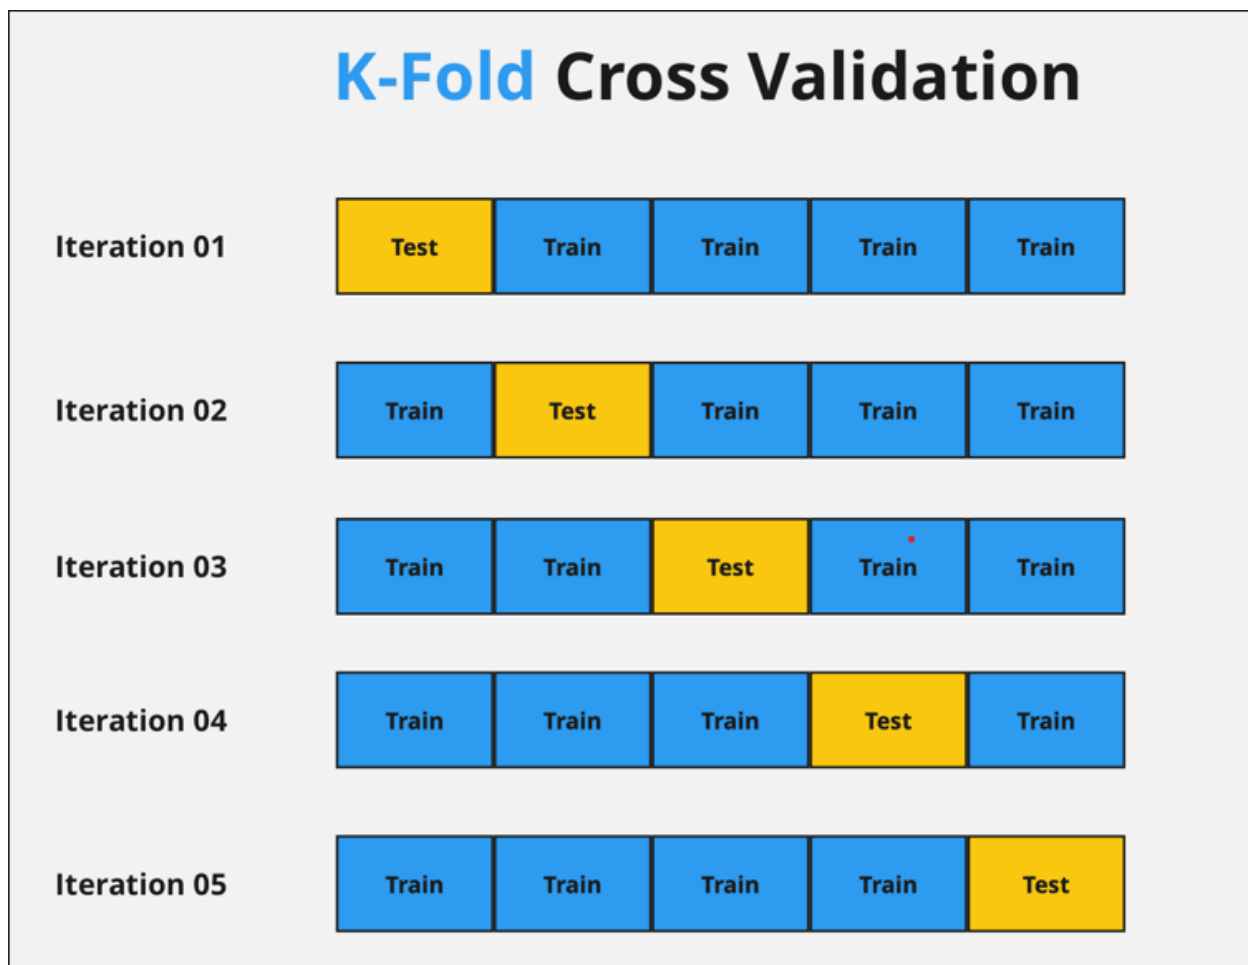 K-Fold Cross Validation
Iteration 01 Test Train Train Train Train
Iteration 02 Train Test Train Train Train
Iteration 03 Train Train Test Train Train
Iteration 04 Train Train Train Test Train
Iteration 05 Train Train Train Train Test